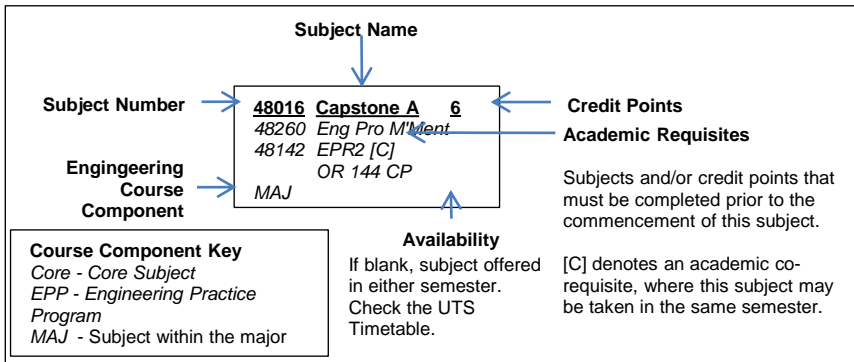 Subject Name
Subject Number
48016 Capstone A 6
48260 Eng Pro M'Ment
48142 EPR2 [C]
OR 144 CP
MAJ
Credit Points
Academic Requisites
Engingeering
Course
Component
Subjects and/or credit points that
must be completed prior to the
commencement of this subject.
[C] denotes an academic co-
requisite, where this subject may
be taken in the same semester.
Availability
If blank, subject offered
in either semester.
Check the UTS
Timetable.
Course Component Key
Core - Core Subject
EPP - Engineering Practice
Program
MAJ - Subject within the major